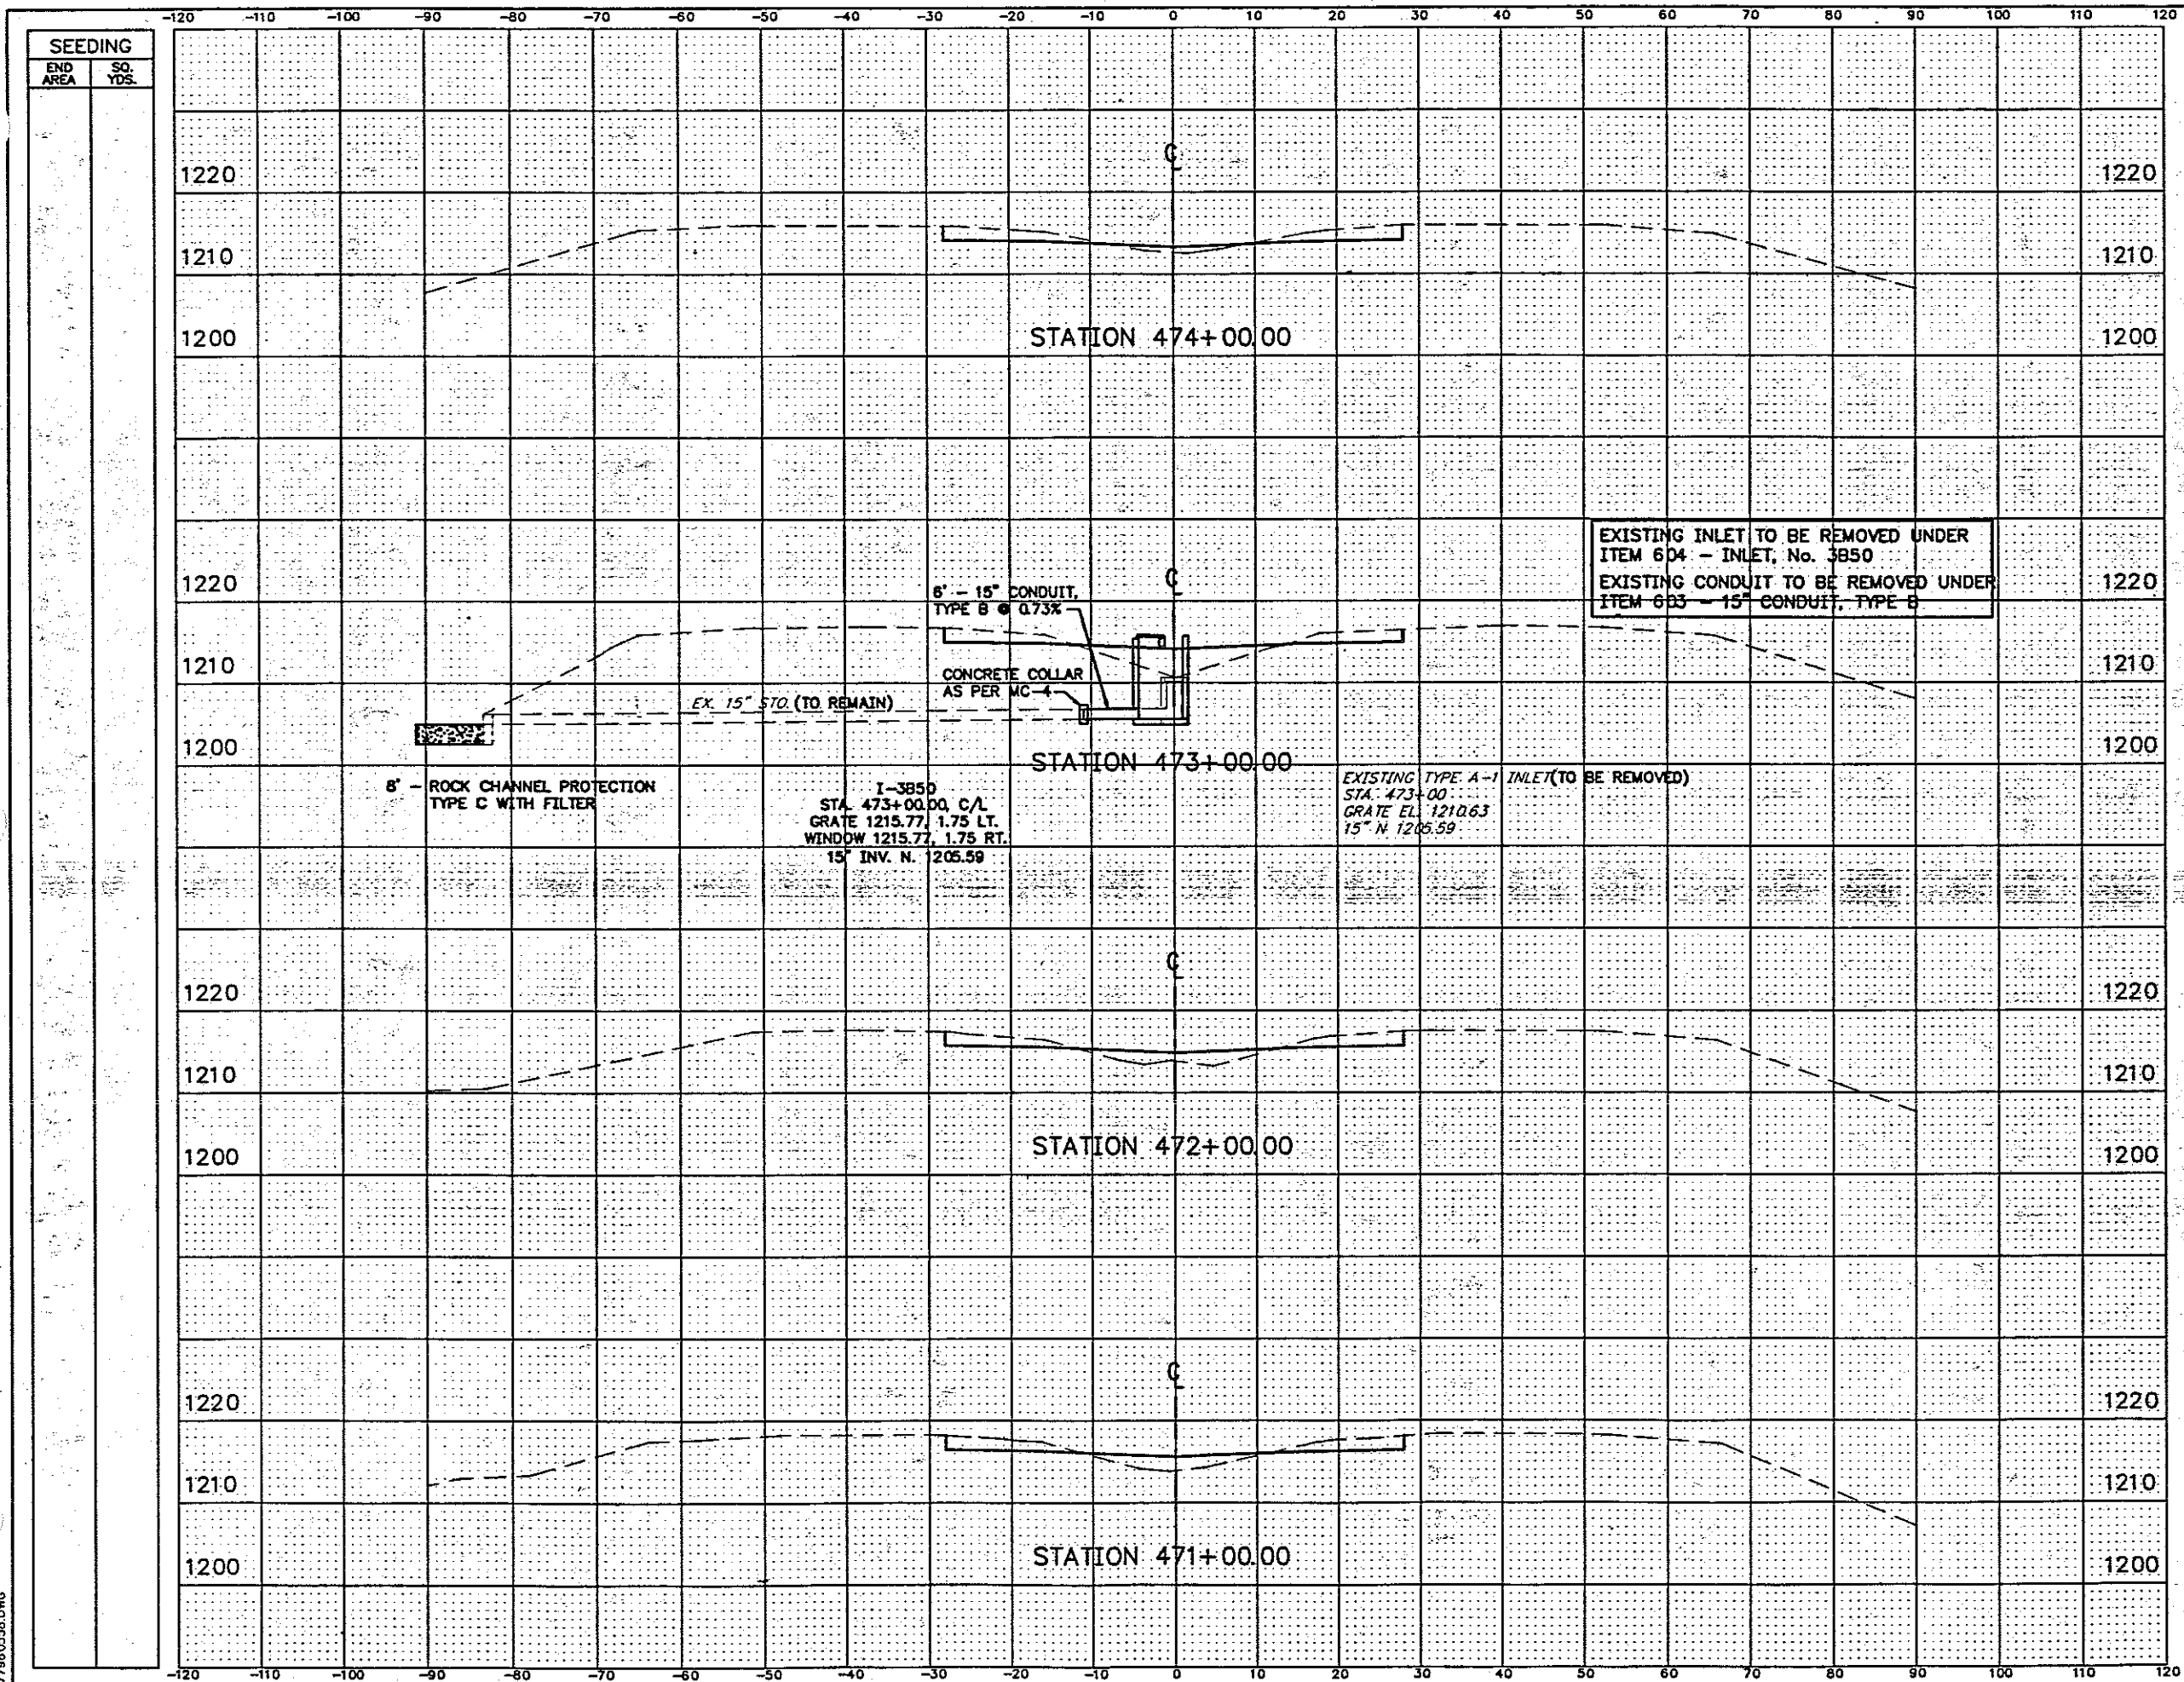 -120 -110 -100 -90 -80 -70 -60 -50 -40 -30 -20 -10 0 10 20 30 40 50 60 70 80 90 100 110 120
SEEDING
END AREA
SQ. YDS.
℄
1220 1220
1210 1210
1200 STATION 474+00.00 1200
EXISTING INLET TO BE REMOVED UNDER
ITEM 604 - INLET, No. 3B50
EXISTING CONDUIT TO BE REMOVED UNDER
ITEM 603 - 15" CONDUIT, TYPE B
℄
1220 1220
6' - 15" CONDUIT,
TYPE B @ 0.73%
1210 1210
CONCRETE COLLAR
AS PER MC-4
EX. 15" STO. (TO REMAIN)
1200 STATION 473+00.00 1200
8' - ROCK CHANNEL PROTECTION
TYPE C WITH FILTER
I-3B50
STA. 473+00.00, C/L
GRATE 1215.77, 1.75 LT.
WINDOW 1215.77, 1.75 RT.
15" INV. N. 1205.59
EXISTING TYPE A-1 INLET (TO BE REMOVED)
STA. 473+00
GRATE EL. 1210.63
15" N 1205.59
℄
1220 1220
1210 1210
1200 STATION 472+00.00 1200
℄
1220 1220
1210 1210
1200 STATION 471+00.00 1200
-120 -110 -100 -90 -80 -70 -60 -50 -40 -30 -20 -10 0 10 20 30 40 50 60 70 80 90 100 110 120